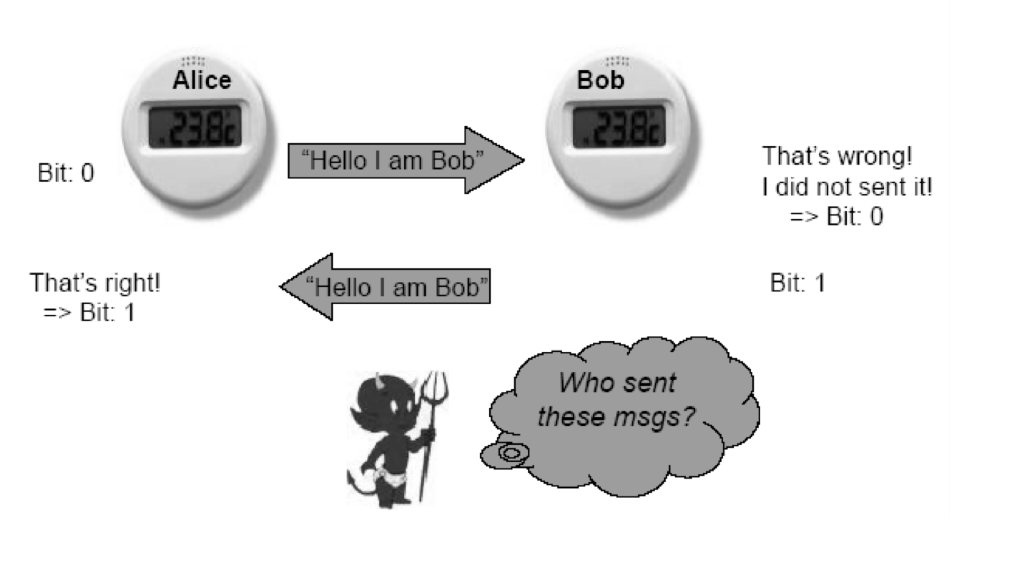 Alice
Bob
23.8c
23.8c
Bit: 0
"Hello I am Bob"
That's wrong!
I did not sent it!
=> Bit: 0
That's right!
=> Bit: 1
"Hello I am Bob"
Bit: 1
Who sent
these msgs?